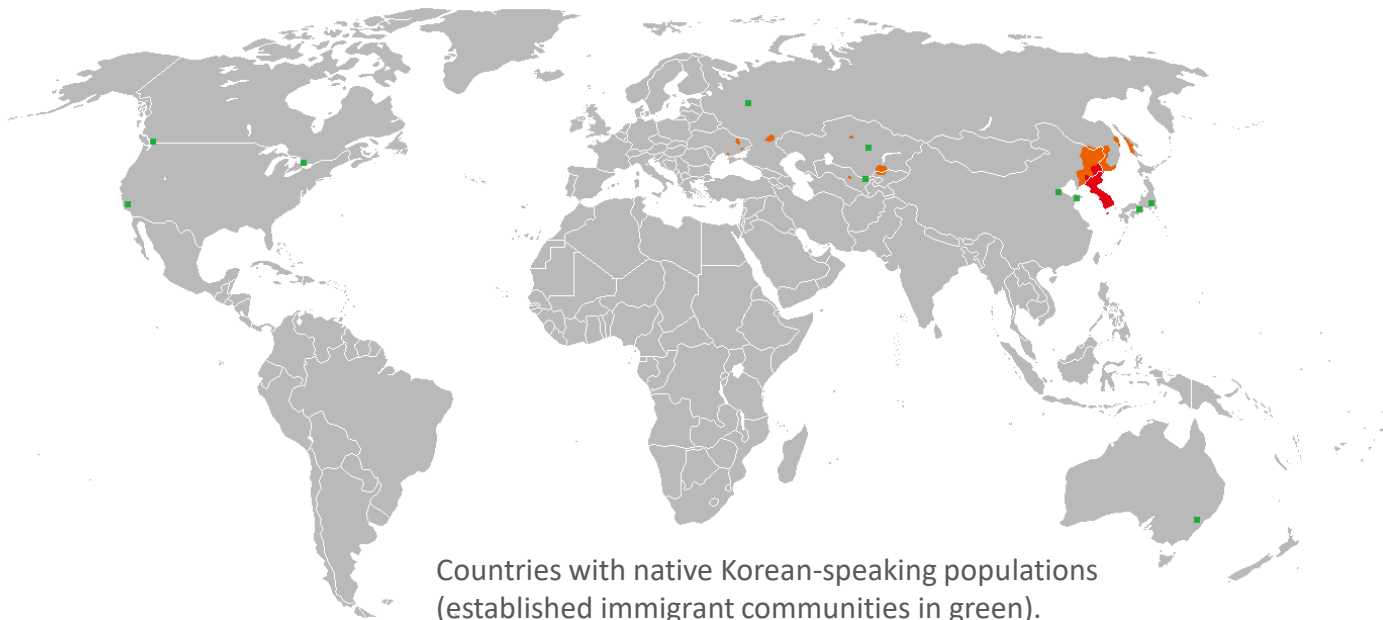 Countries with native Korean-speaking populations
(established immigrant communities in green).